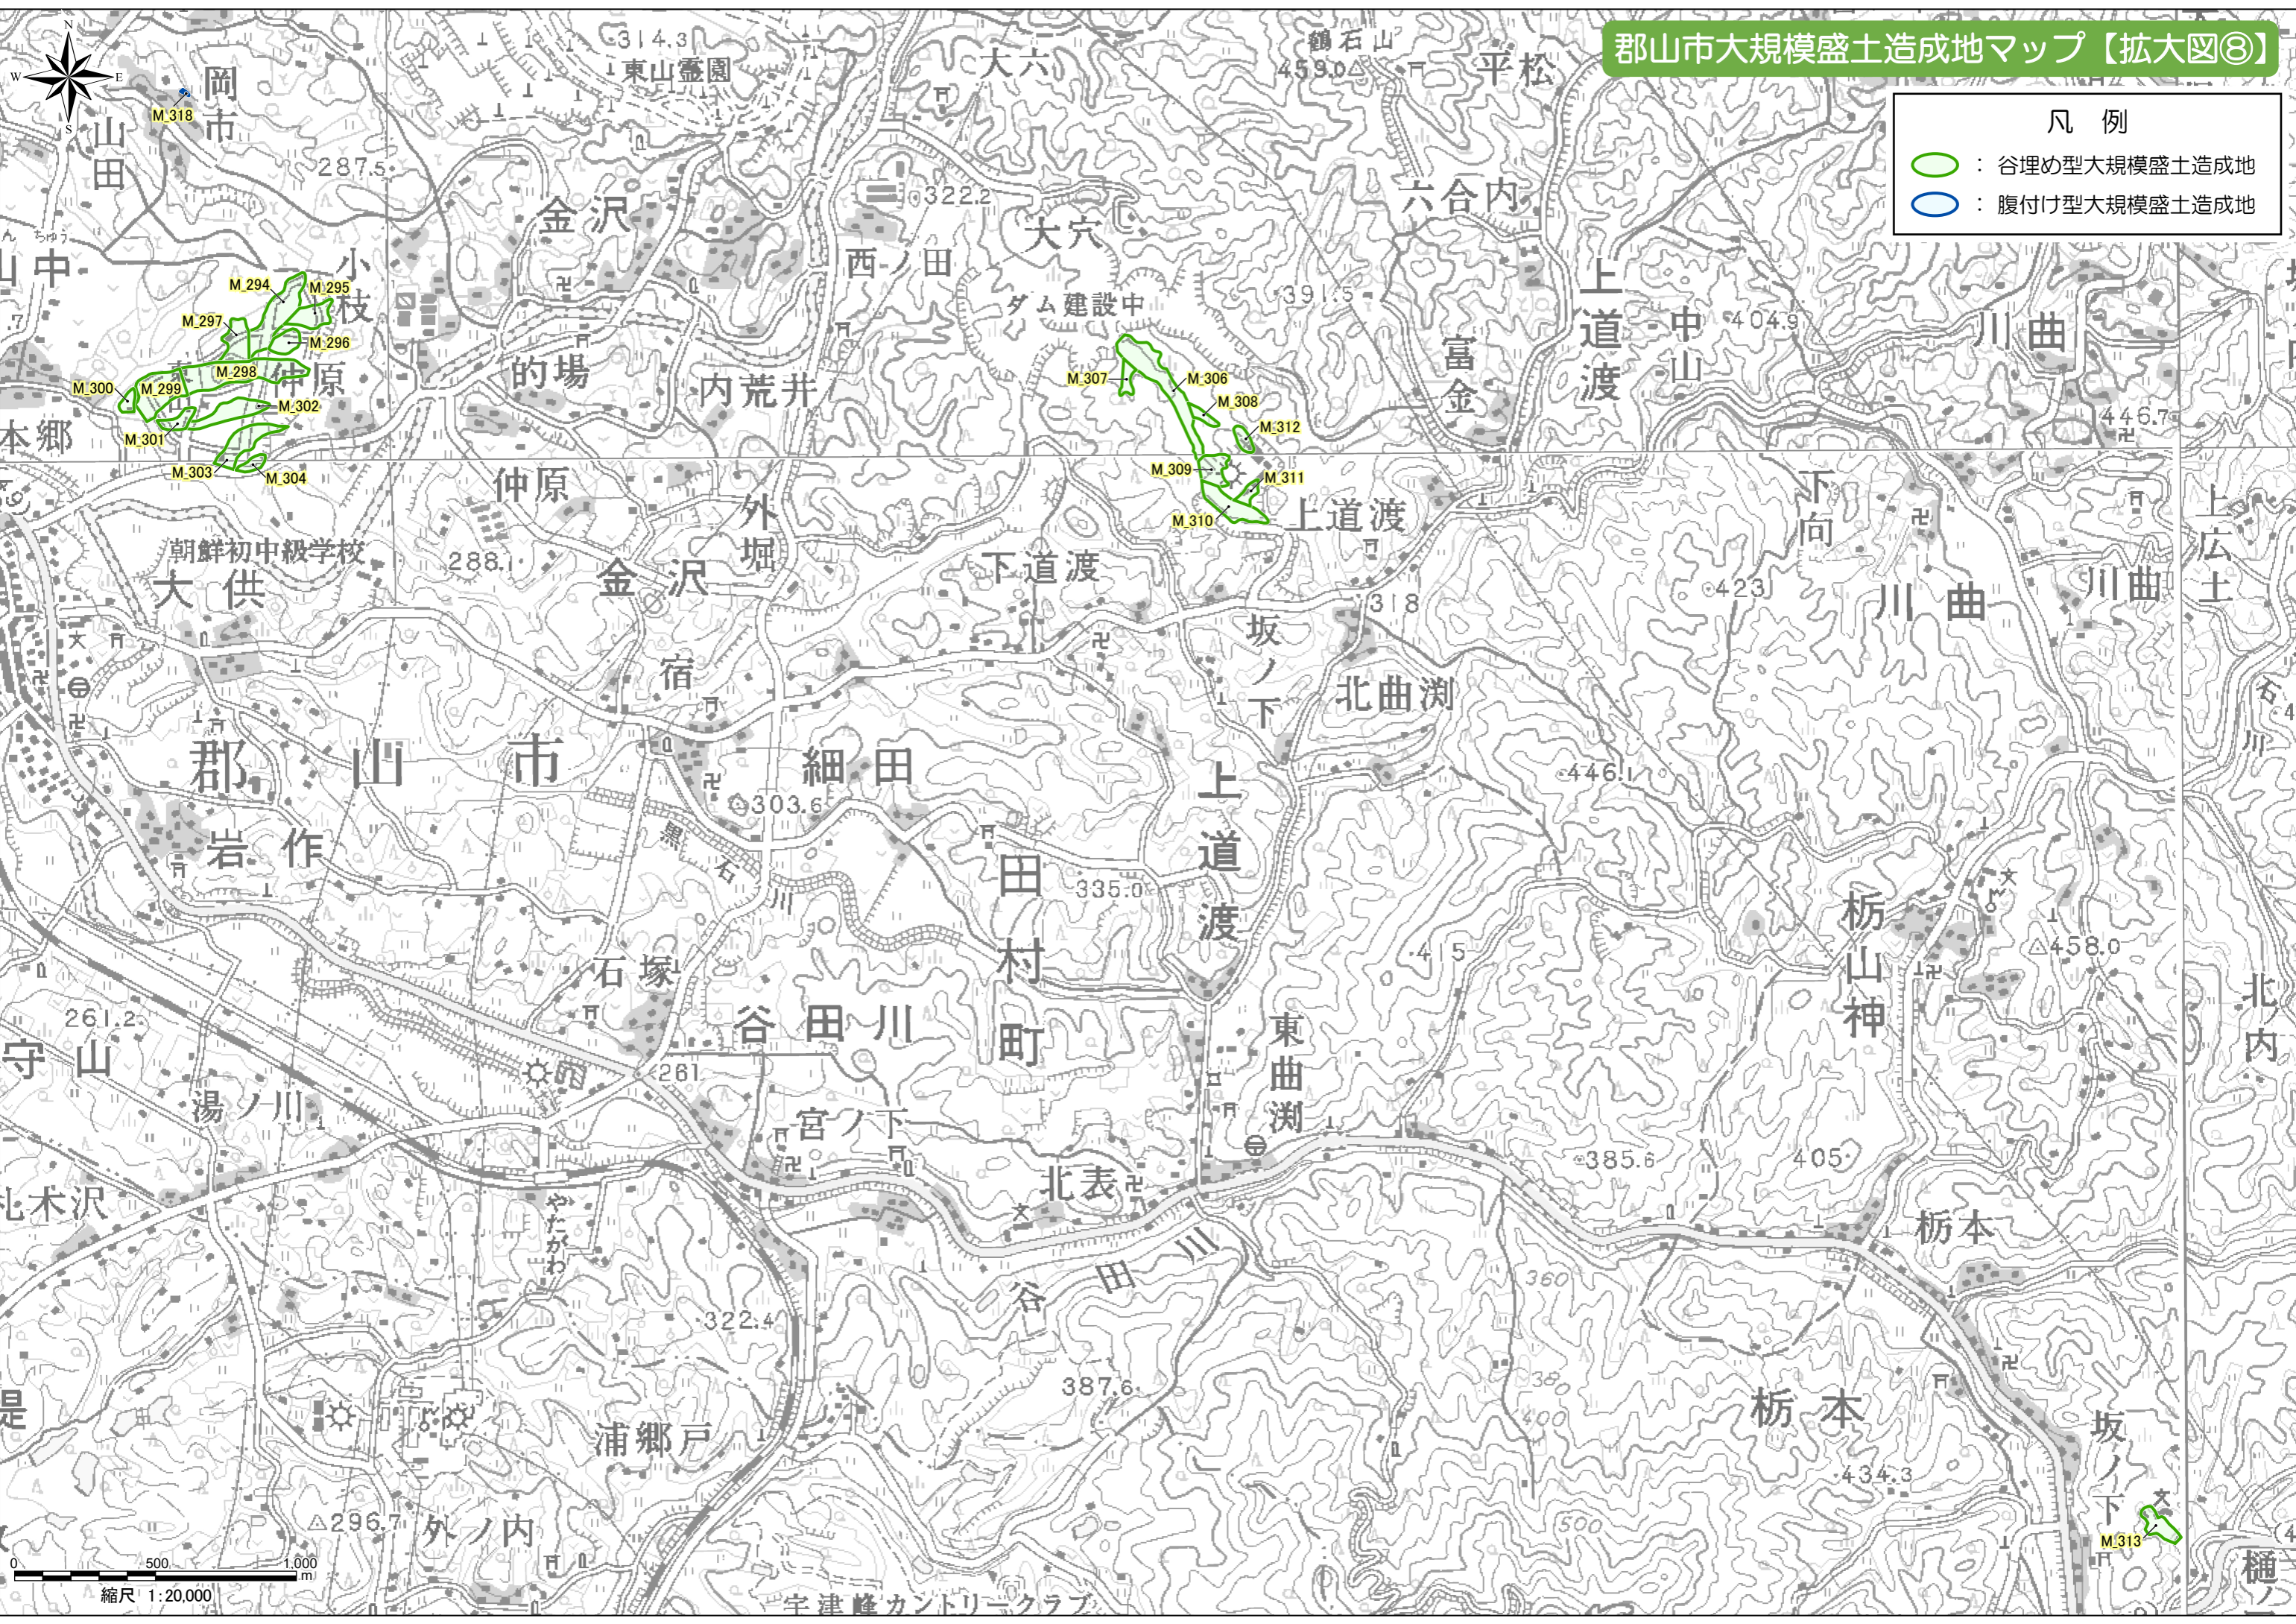 郡山市大規模盛土造成地マップ【拡大図⑧】
凡 例
： 谷埋め型大規模盛土造成地
： 腹付け型大規模盛土造成地
N
W
E
S
岡市
M_318
山田
287.5
314.3
東山霊園
大六
鶴石山
459.0
平松
金沢
322.2
大穴
六合内
西ノ田
ちゅう
山中
小枝
M_294
M_295
M_297
M_296
M_298
M_299
M_300
仲原
M_302
M_301
M_303
M_304
本郷
的場
内荒井
ダム建設中
391.5
M_307
M_306
M_308
M_312
M_309
M_311
M_310
富金
上道渡
中山
404.9
川曲
446.7
仲原
外堀
上道渡
下向
上広土
朝鮮初中級学校
大供
288.1
金沢
下道渡
318
423
川曲
川曲
坂ノ下
宿
北曲渕
石川
郡山市
細田
303.6
上道渡
446.1
岩作
黒石川
田村町
335.0
栃山神
415
458.0
石塚
谷田川
北ノ内
261.2
守山
東曲渕
261
湯ノ川
宮ノ下
385.6
405
北表
札木沢
やたがわ
栃本
谷田川
360
322.4
387.6
380
400
栃本
堤
浦郷戸
434.3
坂ノ下
296.7
外ノ内
500
M_313
樋ノ
0
500
1,000
m
縮尺 1:20,000
宇津峰カントリークラブ